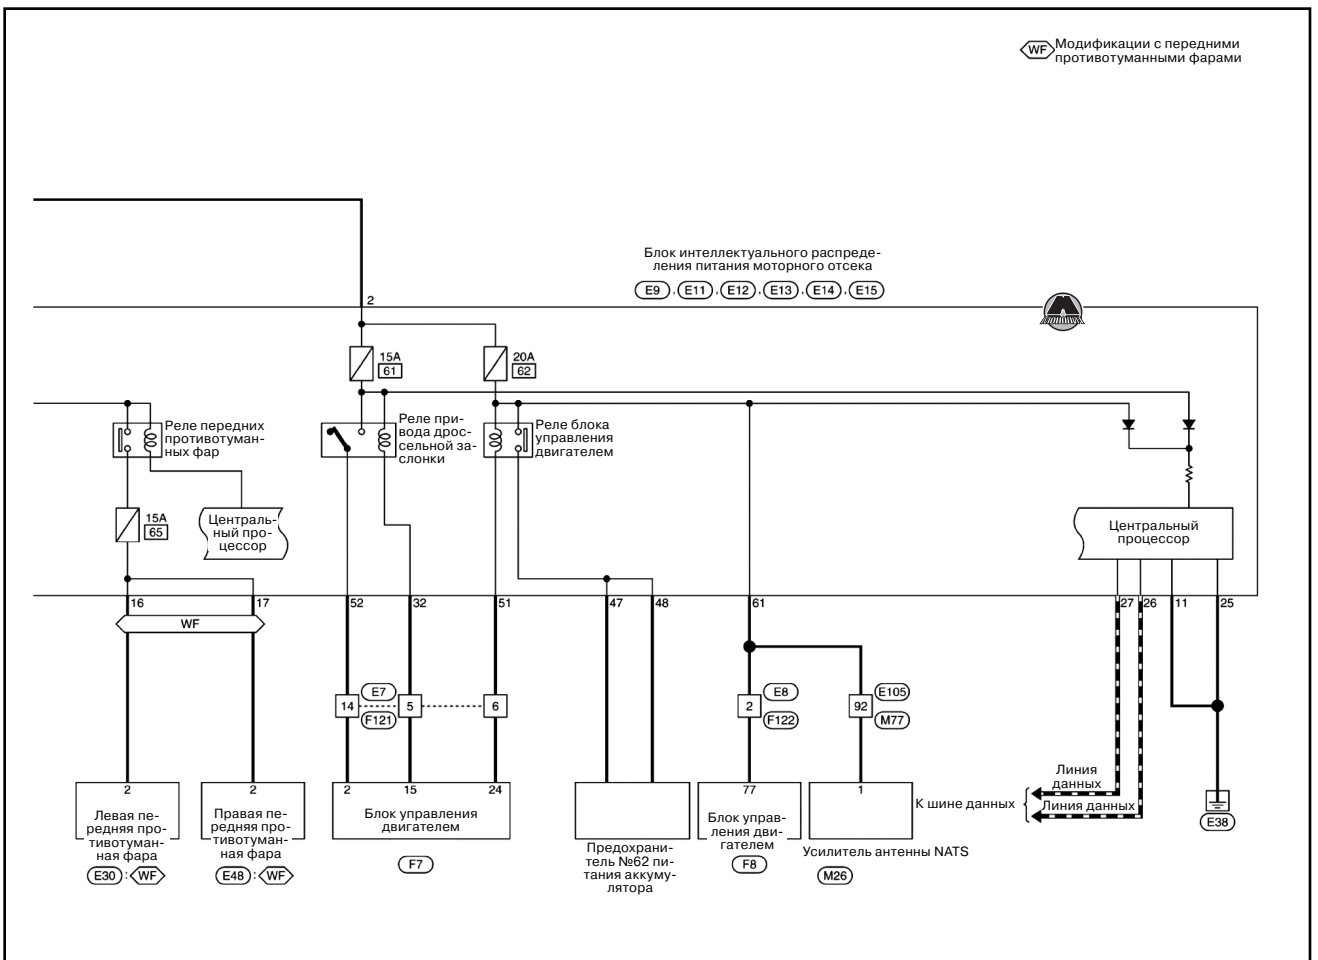 WF Модификации с передними
противотуманными фарами
Блок интеллектуального распреде-
ления питания моторного отсека
E9 , E11 , E12 , E13 , E14 , E15
2
15A
61
20A
62
Реле передних
противотуман-
ных фар
Реле при-
вода дрос-
сельной за-
слонки
Реле блока
управления
двигателем
15A
65
Централь-
ный про-
цессор
Центральный
процессор
16 17 52 32 51 47 48 61 27 26 11 25
WF
14 E7 5 6 E8 E105
F121 2 F122 92 M77
Линия
данных
К шине данных
Линия данных
E38
2 2 2 15 24 77 1
Левая пе-
редняя про-
тивотуман-
ная фара
E30 : WF
Правая пе-
редняя про-
тивотуман-
ная фара
E48 : WF
Блок управления
двигателем
F7
Предохрани-
тель №62 пи-
тания аккуму-
лятора
Блок управ-
ления дви-
гателем
F8
Усилитель антенны NATS
M26